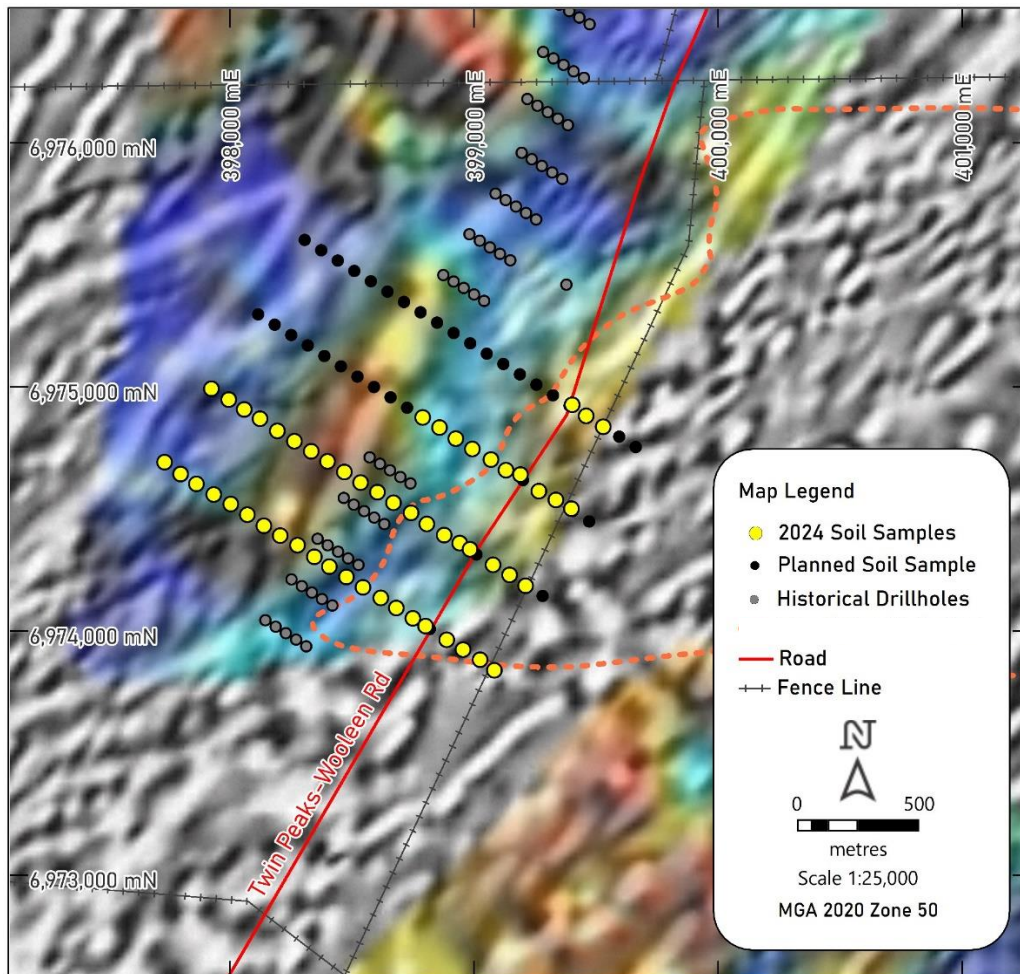 398,000 mE
399,000 mE
400,000 mE
401,000 mE
6,976,000 mN
6,975,000 mN
6,974,000 mN
6,973,000 mN
Twin Peaks-Wooleen Rd
Map Legend
2024 Soil Samples
Planned Soil Sample
Historical Drillholes
Road
Fence Line
N
0 500
metres
Scale 1:25,000
MGA 2020 Zone 50